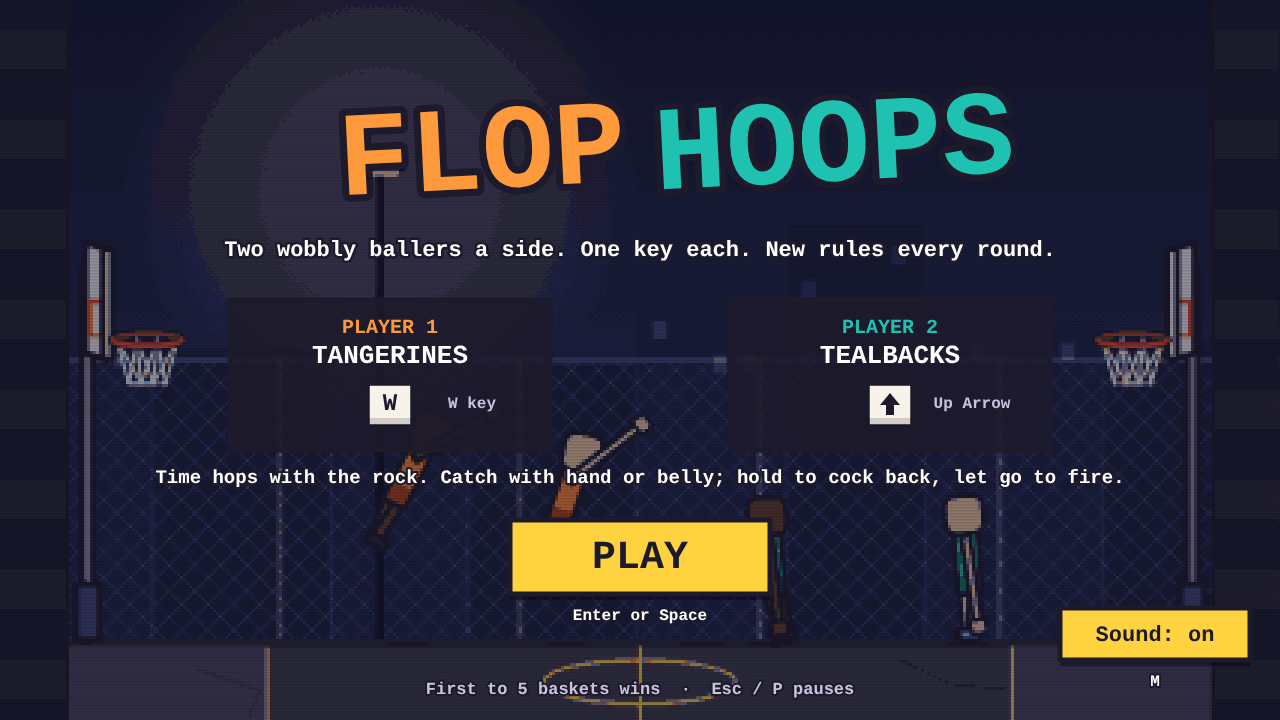 FLOP HOOPS
Two wobbly ballers a side. One key each. New rules every round.
PLAYER 1
TANGERINES
W W key
PLAYER 2
TEALBACKS
Up Arrow
Time hops with the rock. Catch with hand or belly; hold to cock back, let go to fire.
PLAY
Enter or Space
Sound: on
M
First to 5 baskets wins · Esc / P pauses